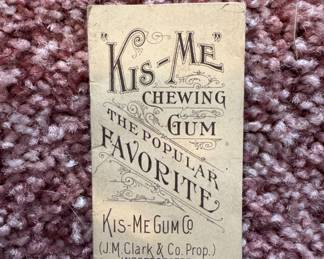 "KIS-ME"
CHEWING
GUM
THE POPULAR
FAVORITE
KIS-ME GUM CO
(J.M. CLARK & CO. PROP.)